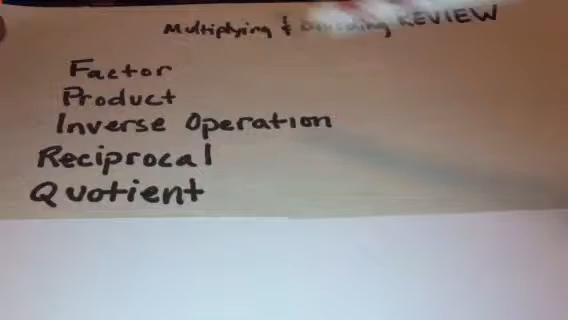 Multiplying & REVIEW
Factor
Product
Inverse Operation
Reciprocal
Quotient